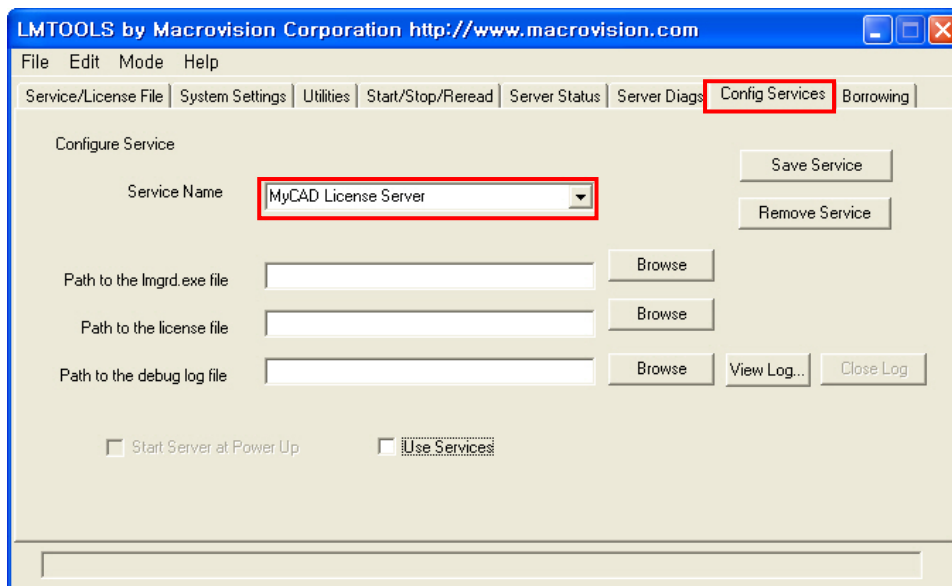 LMTOOLS by Macrovision Corporation http://www.macrovision.com
File Edit Mode Help
Service/License File System Settings Utilities Start/Stop/Reread Server Status Server Diags Config Services Borrowing
Configure Service
Save Service
Service Name MyCAD License Server
Remove Service
Path to the lmgrd.exe file Browse
Path to the license file Browse
Path to the debug log file Browse View Log... Close Log
Start Server at Power Up Use Services